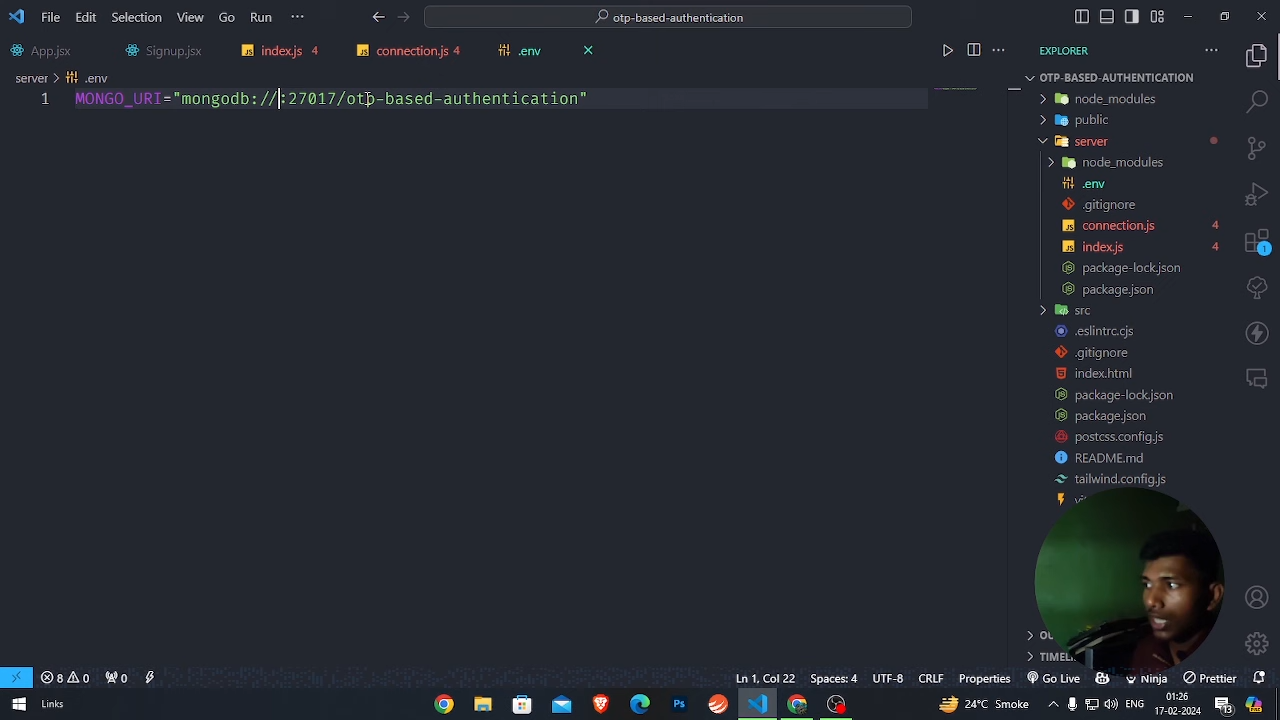 File Edit Selection View Go Run ··· otp-based-authentication
App.jsx Signup.jsx index.js 4 connection.js 4 .env
server > .env
1 MONGO_URI="mongodb://:27017/otp-based-authentication"
EXPLORER
OTP-BASED-AUTHENTICATION
node_modules
public
server
node_modules
.env
.gitignore
connection.js 4
index.js 4
package-lock.json
package.json
src
.eslintrc.cjs
.gitignore
index.html
package-lock.json
package.json
postcss.config.js
README.md
tailwind.config.js
OU
TIME
1
8 0 0 Ln 1, Col 22 Spaces: 4 UTF-8 CRLF Properties Go Live Ninja Prettier
24°C Smoke ENG 01:26
17-02-2024